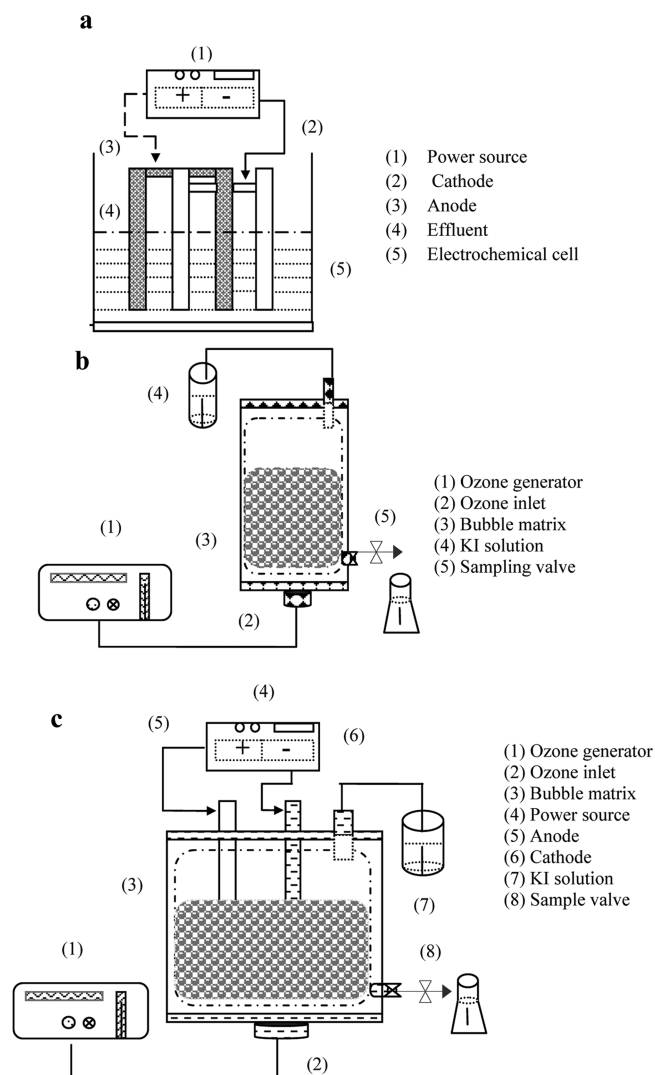 a
(1)
+ -
(2)
(3)
(4)
(5)
(1) Power source
(2) Cathode
(3) Anode
(4) Effluent
(5) Electrochemical cell
b
(4)
(1)
(3)
(5)
(2)
(1) Ozone generator
(2) Ozone inlet
(3) Bubble matrix
(4) KI solution
(5) Sampling valve
c
(4)
(5)
(6)
+ -
(3)
(7)
(1)
(8)
(2)
(1) Ozone generator
(2) Ozone inlet
(3) Bubble matrix
(4) Power source
(5) Anode
(6) Cathode
(7) KI solution
(8) Sample valve